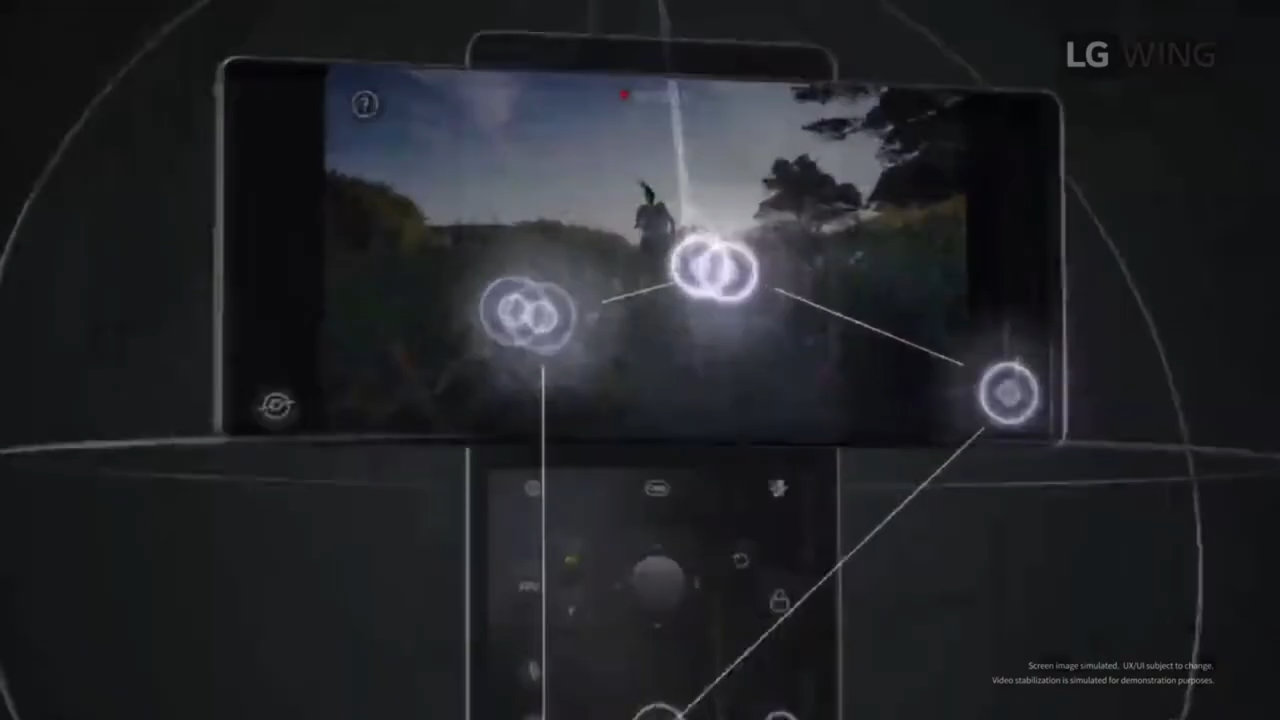 LG WING
?
Screen image simulated. UX/UI subject to change.
Video stabilization is simulated for demonstration purposes.